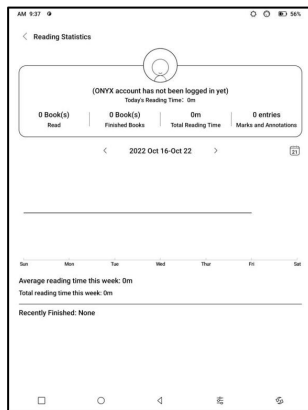 AM 9:37
56%
Reading Statistics
(ONYX account has not been logged in yet)
Today's Reading Time: 0m
0 Book(s) 0 Book(s) 0m 0 entries
Read Finished Books Total Reading Time Marks and Annotations
< 2022 Oct 16-Oct 22 >
21
Sun Mon Tue Wed Thur Fri Sat
Average reading time this week: 0m
Total reading time this week: 0m
Recently Finished: None